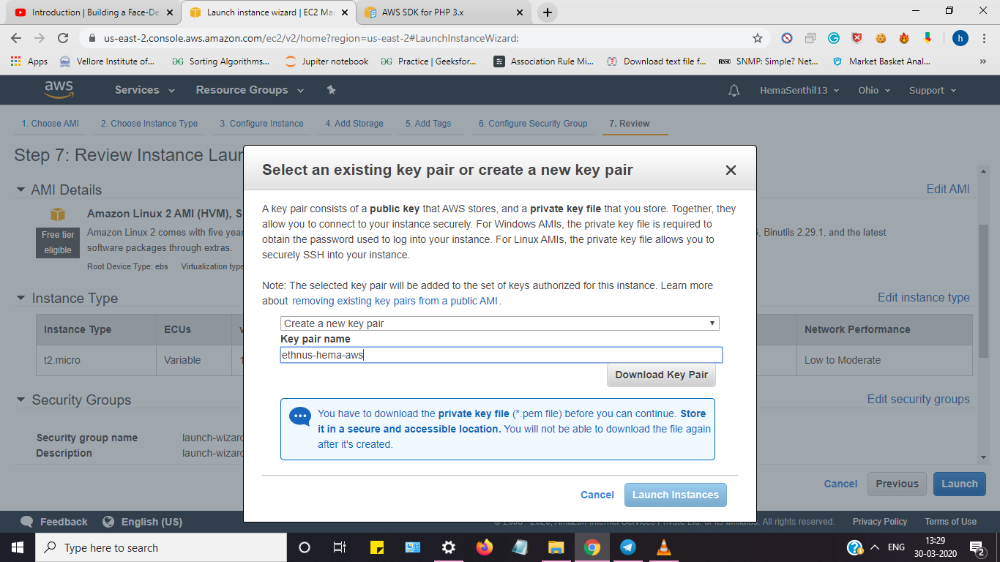 Introduction | Building a Face-De
Launch instance wizard | EC2 Man
AWS SDK for PHP 3.x
us-east-2.console.aws.amazon.com/ec2/v2/home?region=us-east-2#LaunchInstanceWizard:
h
Apps
Vellore Institute of...
Sorting Algorithms...
Jupiter notebook
Practice | Geeksfor...
Association Rule Mi...
Download text file f...
SNMP: Simple? Net...
Market Basket Anal...
aws
Services
Resource Groups
HemaSenthil13
Ohio
Support
1. Choose AMI
2. Choose Instance Type
3. Configure Instance
4. Add Storage
5. Add Tags
6. Configure Security Group
7. Review
Step 7: Review Instance Laun
AMI Details
Edit AMI
Amazon Linux 2 AMI (HVM), S
Free tier
eligible
Amazon Linux 2 comes with five year
, Binutils 2.29.1, and the latest
software packages through extras.
Root Device Type: ebs
Virtualization type
Instance Type
Edit instance type
Instance Type
ECUs
Network Performance
t2.micro
Variable
Low to Moderate
Security Groups
Edit security groups
Security group name
launch-wizard
Description
launch-wizard
Select an existing key pair or create a new key pair
A key pair consists of a public key that AWS stores, and a private key file that you store. Together, they
allow you to connect to your instance securely. For Windows AMIs, the private key file is required to
obtain the password used to log into your instance. For Linux AMIs, the private key file allows you to
securely SSH into your instance.
Note: The selected key pair will be added to the set of keys authorized for this instance. Learn more
about removing existing key pairs from a public AMI .
Create a new key pair
Key pair name
ethnus-hema-aws
Download Key Pair
You have to download the private key file (*.pem file) before you can continue. Store
it in a secure and accessible location. You will not be able to download the file again
after it's created.
Cancel
Launch Instances
Cancel
Previous
Launch
Feedback
English (US)
Amazon Internet Services Private Ltd. or its affiliates. All rights reserved.
Privacy Policy
Terms of Use
Type here to search
ENG
13:29
30-03-2020
2